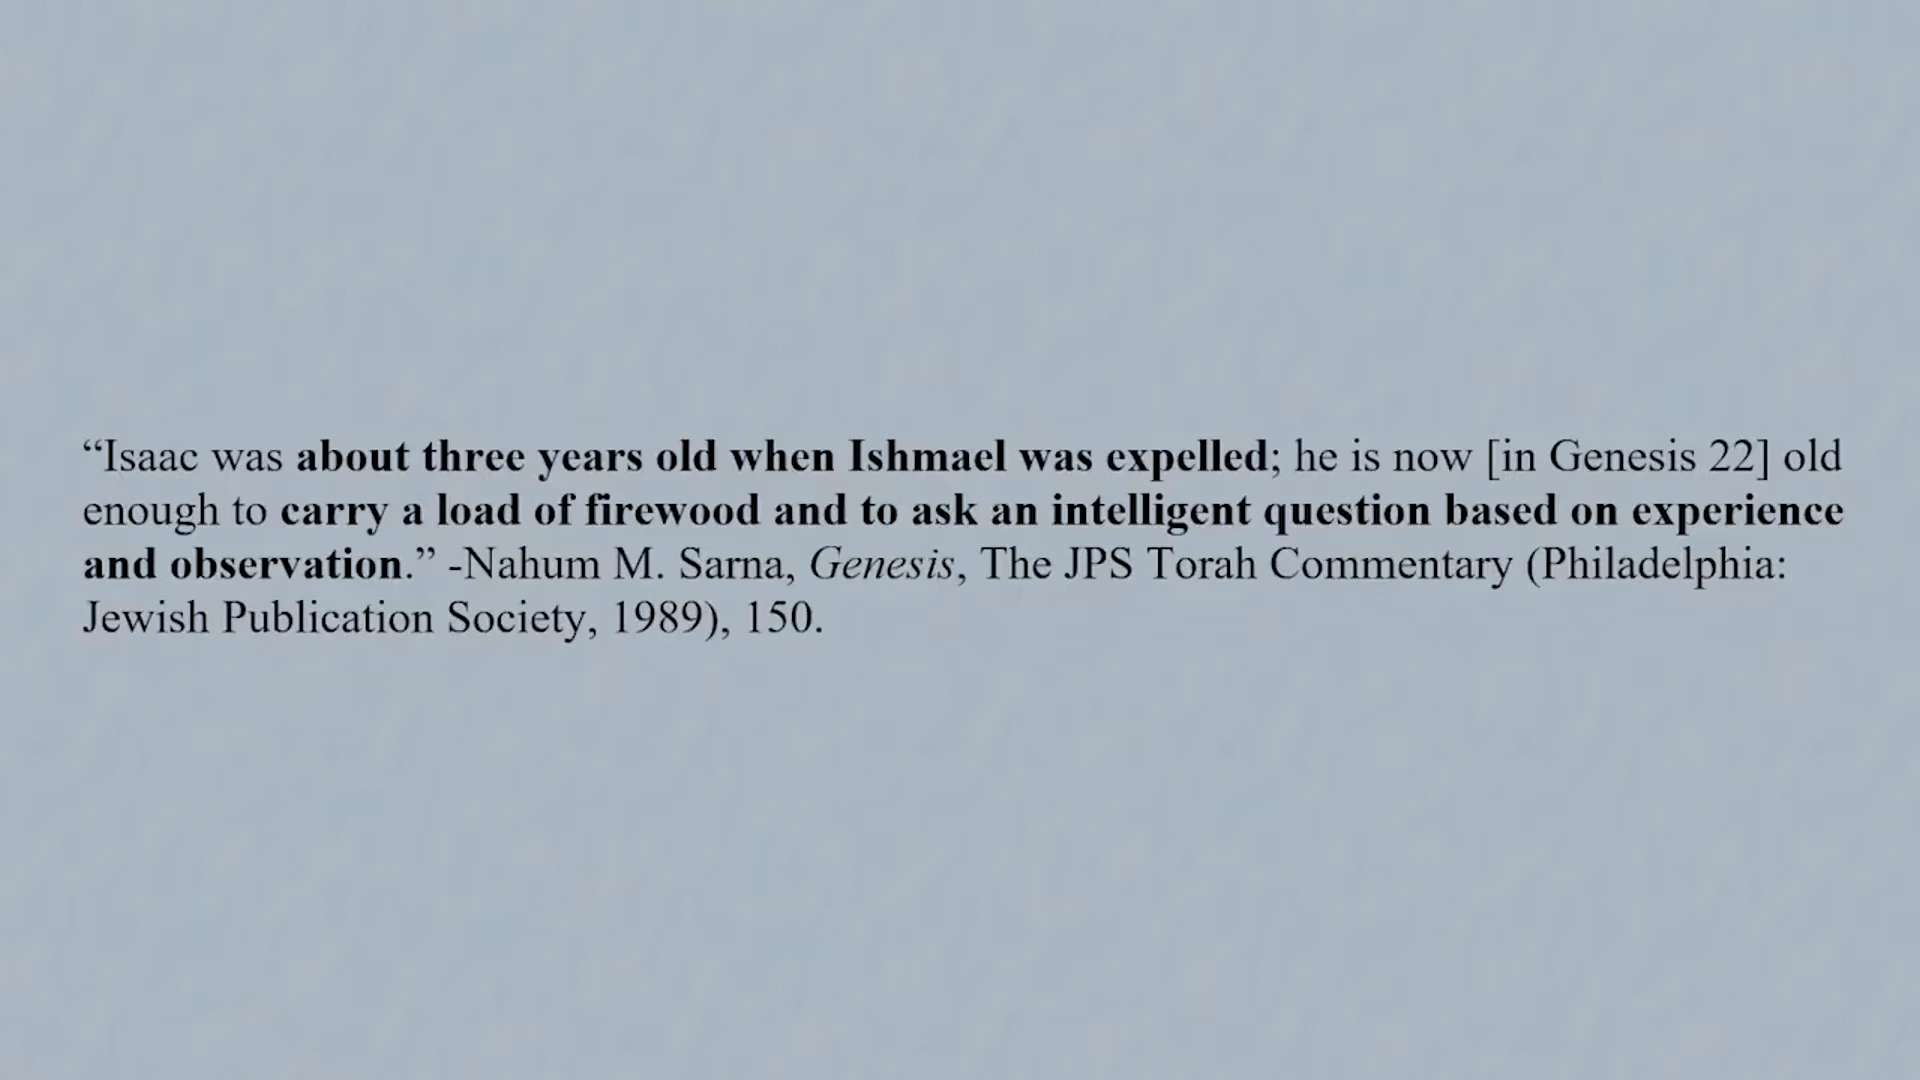 “Isaac was about three years old when Ishmael was expelled; he is now [in Genesis 22] old
enough to carry a load of firewood and to ask an intelligent question based on experience
and observation.” -Nahum M. Sarna, Genesis, The JPS Torah Commentary (Philadelphia:
Jewish Publication Society, 1989), 150.